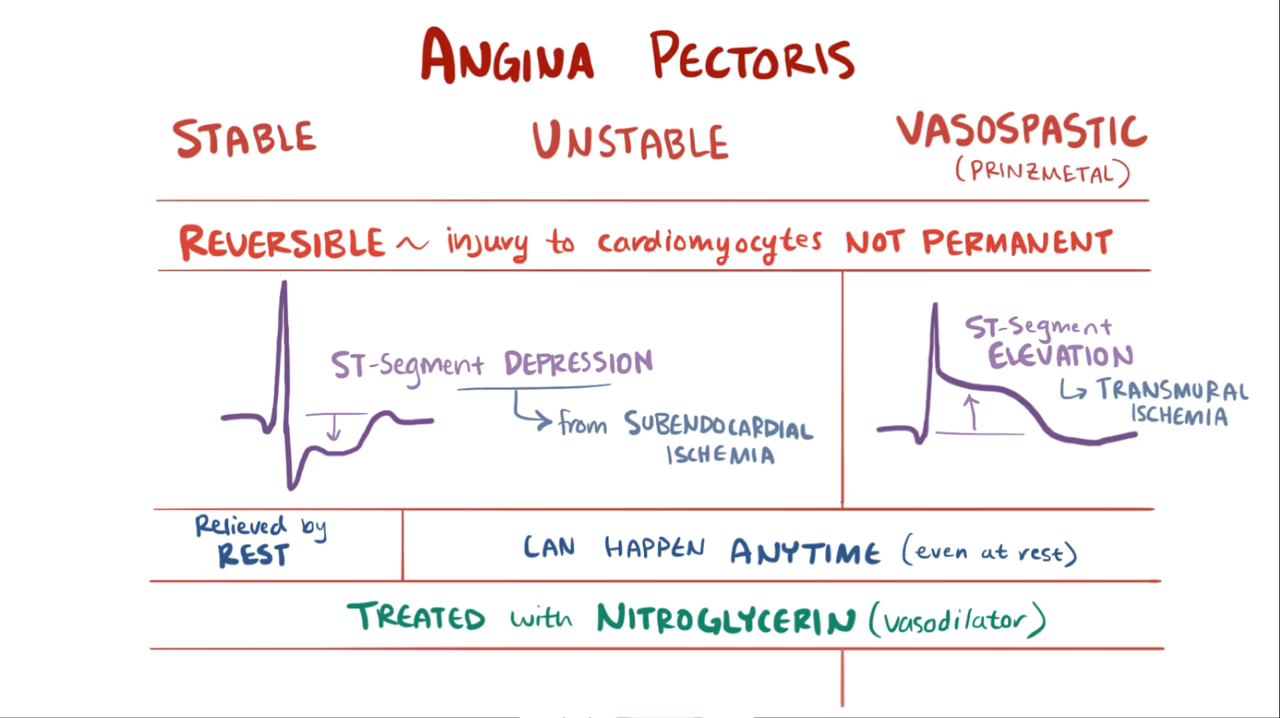 ANGINA PECTORIS
STABLE
UNSTABLE
VASOSPASTIC
(PRINZMETAL)
REVERSIBLE ~ injury to cardiomyocytes NOT PERMANENT
ST-Segment DEPRESSION
from SUBENDOCARDIAL
ISCHEMIA
ST-Segment
ELEVATION
TRANSMURAL
ISCHEMIA
Relieved by
REST
CAN HAPPEN ANYTIME (even at rest)
TREATED with NITROGLYCERIN (vasodilator)